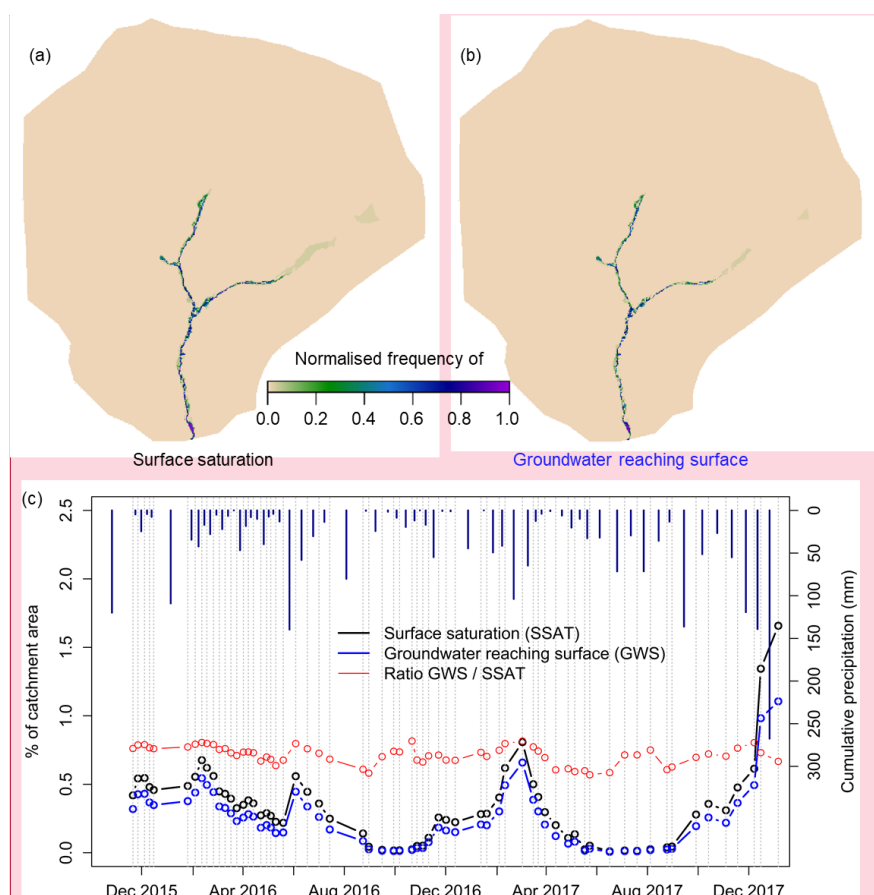 (a)
(b)
Normalised frequency of
0.0 0.2 0.4 0.6 0.8 1.0
Surface saturation
Groundwater reaching surface
(c)
2.5
2.0
1.5
1.0
0.5
0.0
% of catchment area
Surface saturation (SSAT)
Groundwater reaching surface (GWS)
Ratio GWS / SSAT
0
50
100
150
200
250
300
Cumulative precipitation (mm)
Dec 2015 Apr 2016 Aug 2016 Dec 2016 Apr 2017 Aug 2017 Dec 2017